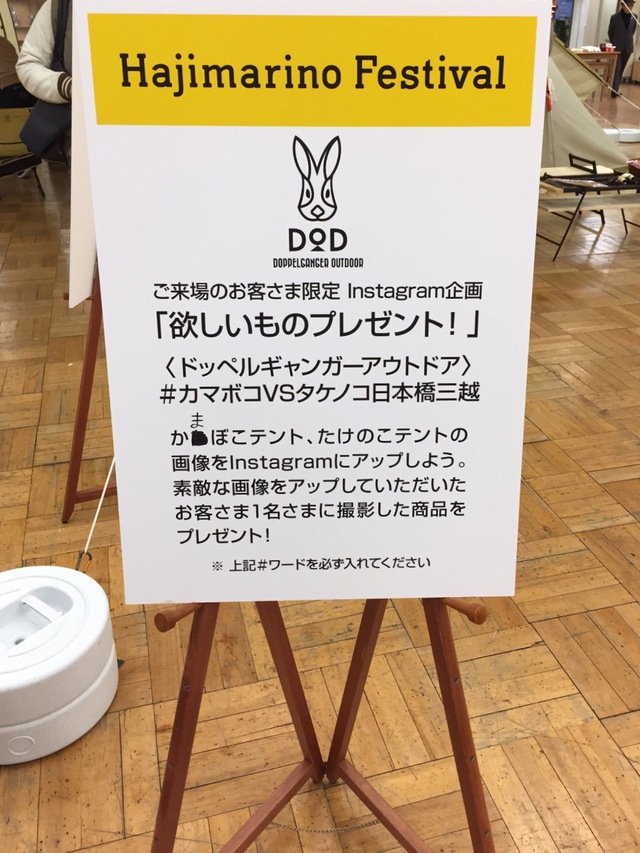 Hajimarino Festival
DOD
DOPPELGANGER OUTDOOR
ご来場のお客さま限定 Instagram企画
「欲しいものプレゼント！」
〈ドッペルギャンガーアウトドア〉
#カマボコVSタケノコ日本橋三越
かまぼこテント、たけのこテントの
画像をInstagramにアップしよう。
素敵な画像をアップしていただいた
お客さま1名さまに撮影した商品を
プレゼント！
※ 上記#ワードを必ず入れてください